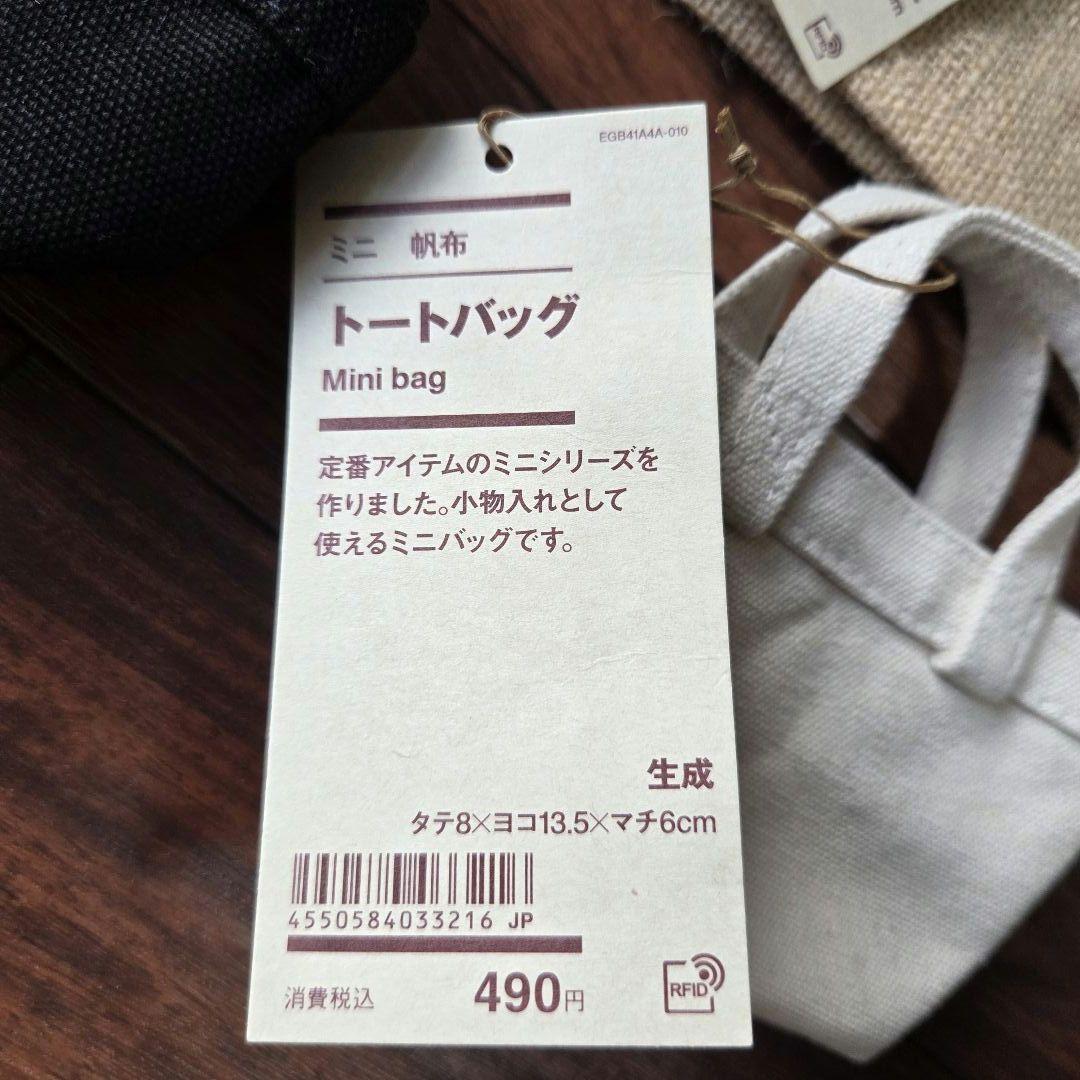 EGB41A4A-010
ミニ 帆布
トートバッグ
Mini bag
定番アイテムのミニシリーズを
作りました。小物入れとして
使えるミニバッグです。
生成
タテ8×ヨコ13.5×マチ6cm
4550584033216 JP
消費税込 490円
RFID